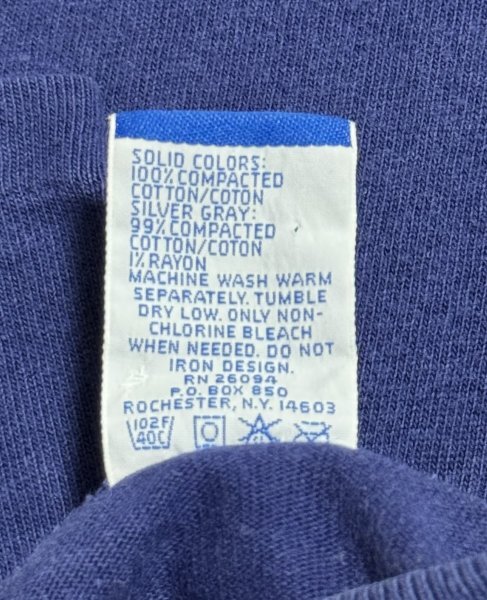 SOLID COLORS:
100% COMPACTED
COTTON/COTON
SILVER GRAY:
99% COMPACTED
COTTON/COTON
1% RAYON
MACHINE WASH WARM
SEPARATELY. TUMBLE
DRY LOW. ONLY NON-
CHLORINE BLEACH
WHEN NEEDED. DO NOT
IRON DESIGN.
RN 26094
P.O. BOX 850
ROCHESTER, N.Y. 14603
102F
40C